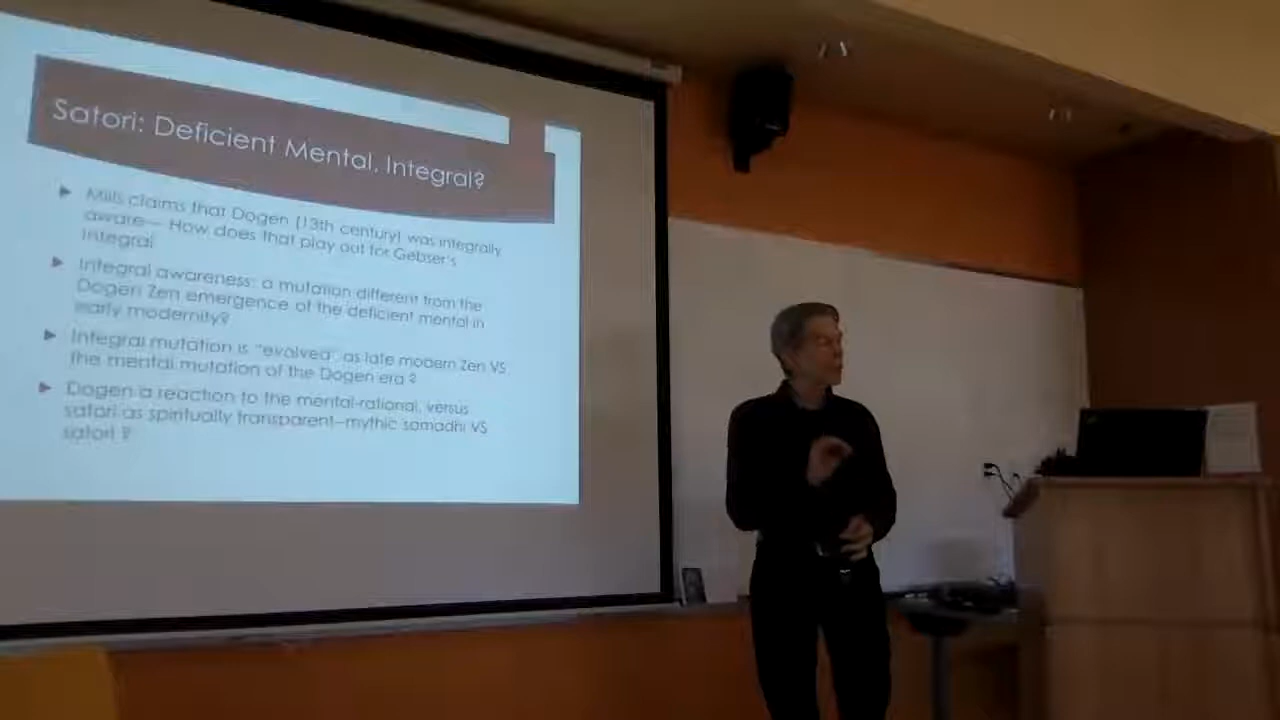 Satori: Deficient Mental, Integral?
Mills claims that Dogen (13th century) was integrally
aware— How does that play out for Gebser's
Integral
Integral awareness: a mutation different from the
Dogen Zen emergence of the deficient mental in
early modernity?
Integral mutation is "evolved" as late modern Zen VS
the mental mutation of the Dogen era ?
Dogen a reaction to the mental-rational, versus
satori as spiritually transparent—mythic samadhi VS
satori ?